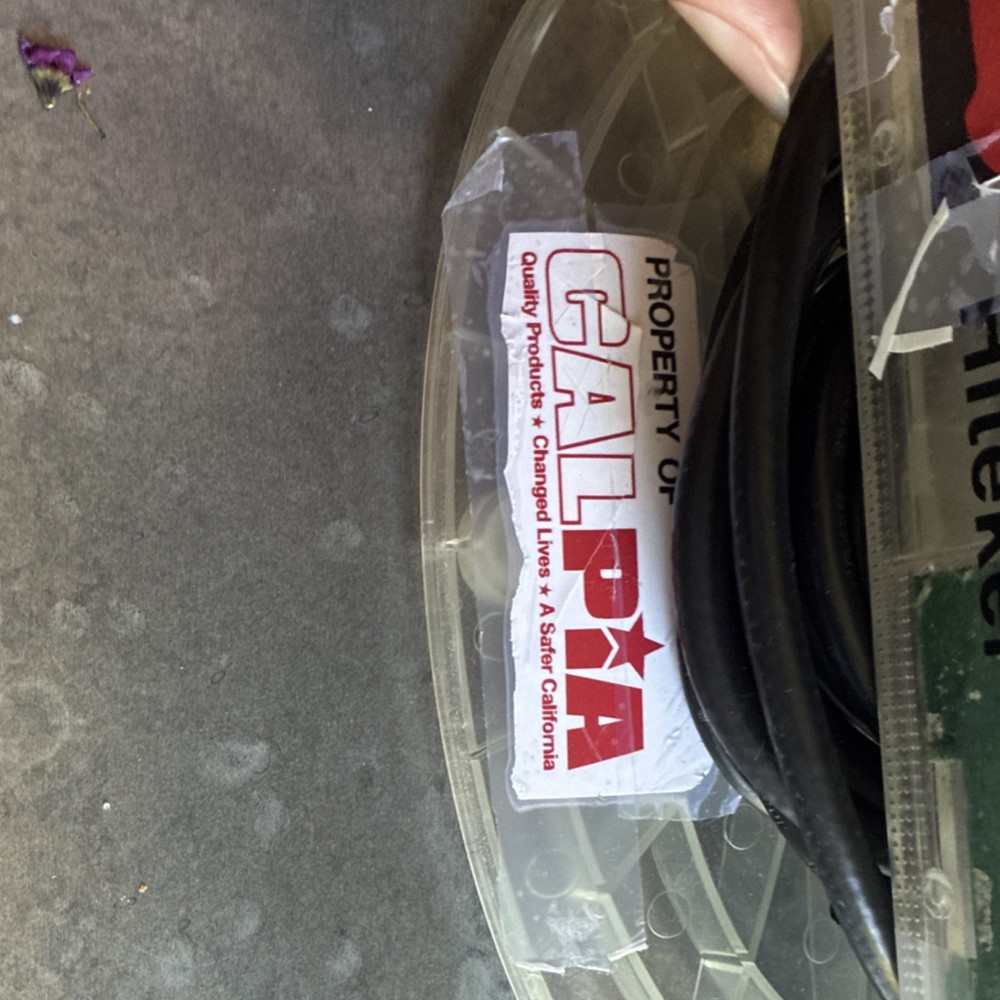 PROPERTY OF
CALPIA
Quality Products ★ Changed Lives ★ A Safer California